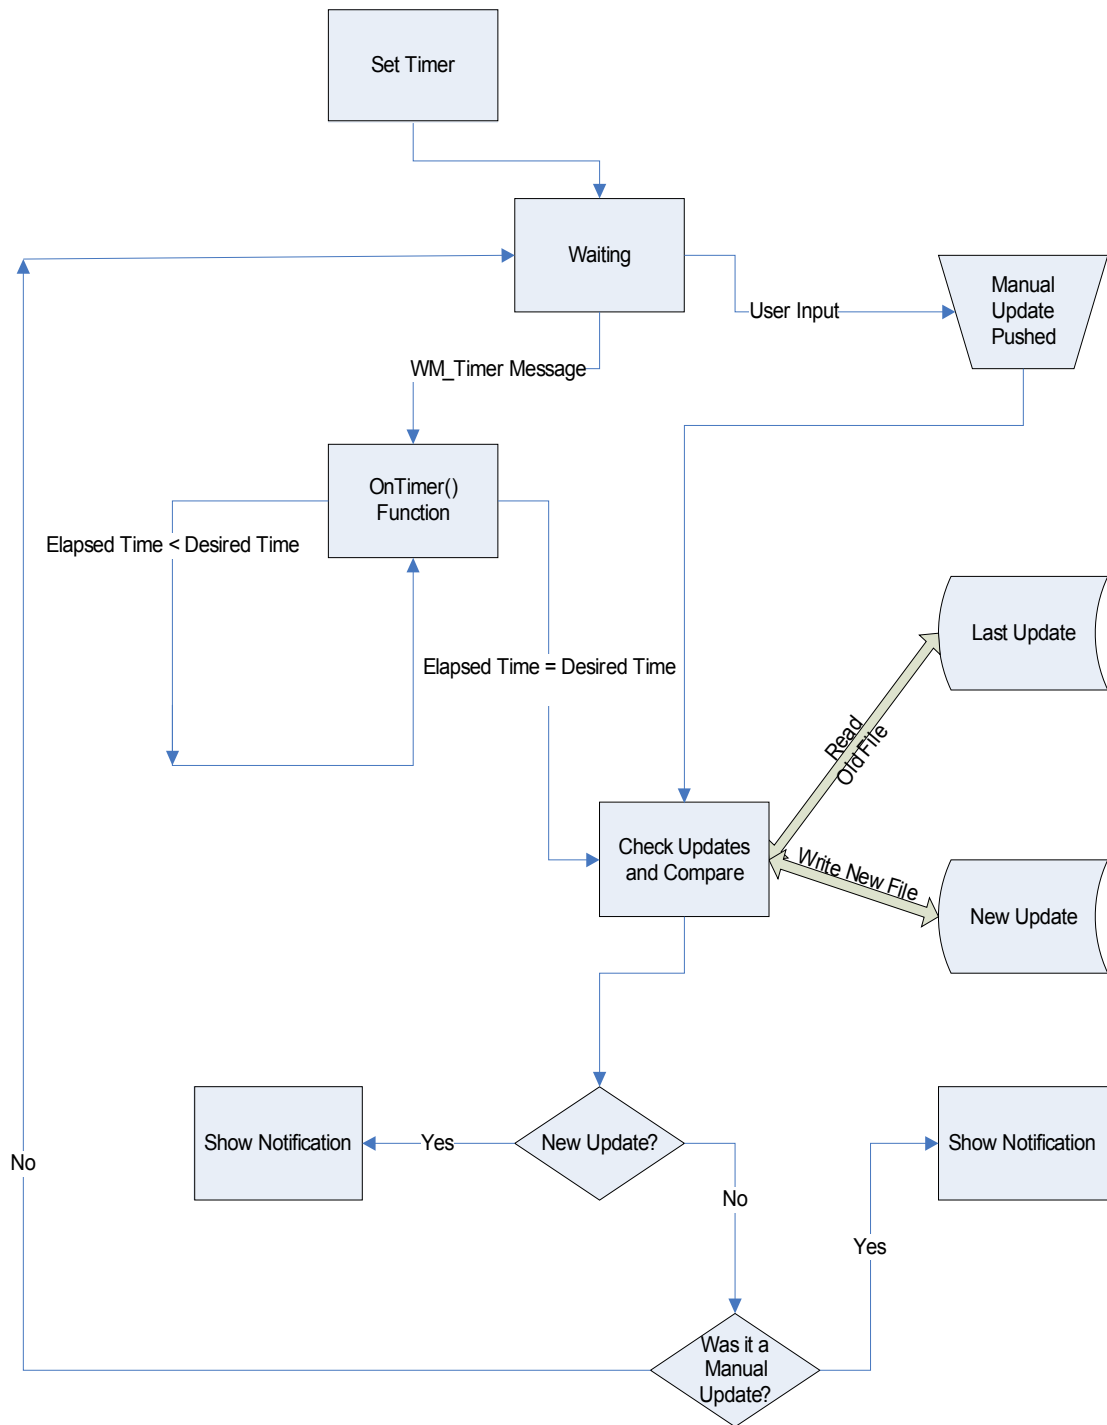 Set Timer
Waiting
Manual
Update
Pushed
User Input
WM_Timer Message
OnTimer()
Function
Elapsed Time < Desired Time
Last Update
Elapsed Time = Desired Time
Read
Old File
Check Updates
and Compare
Write New File
New Update
Show Notification
Yes
New Update?
Show Notification
No
No
Yes
Was it a
Manual
Update?